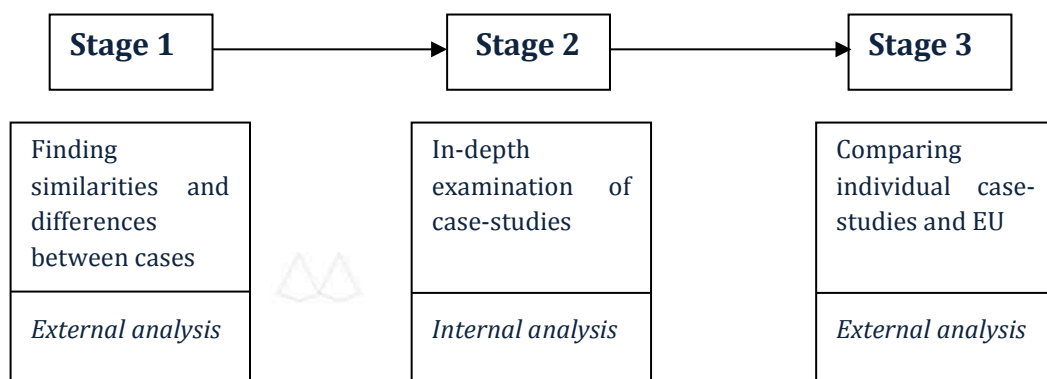 Stage 1
Stage 2
Stage 3
Finding
similarities and
differences
between cases
External analysis
In-depth
examination of
case-studies
Internal analysis
Comparing
individual case-
studies and EU
External analysis